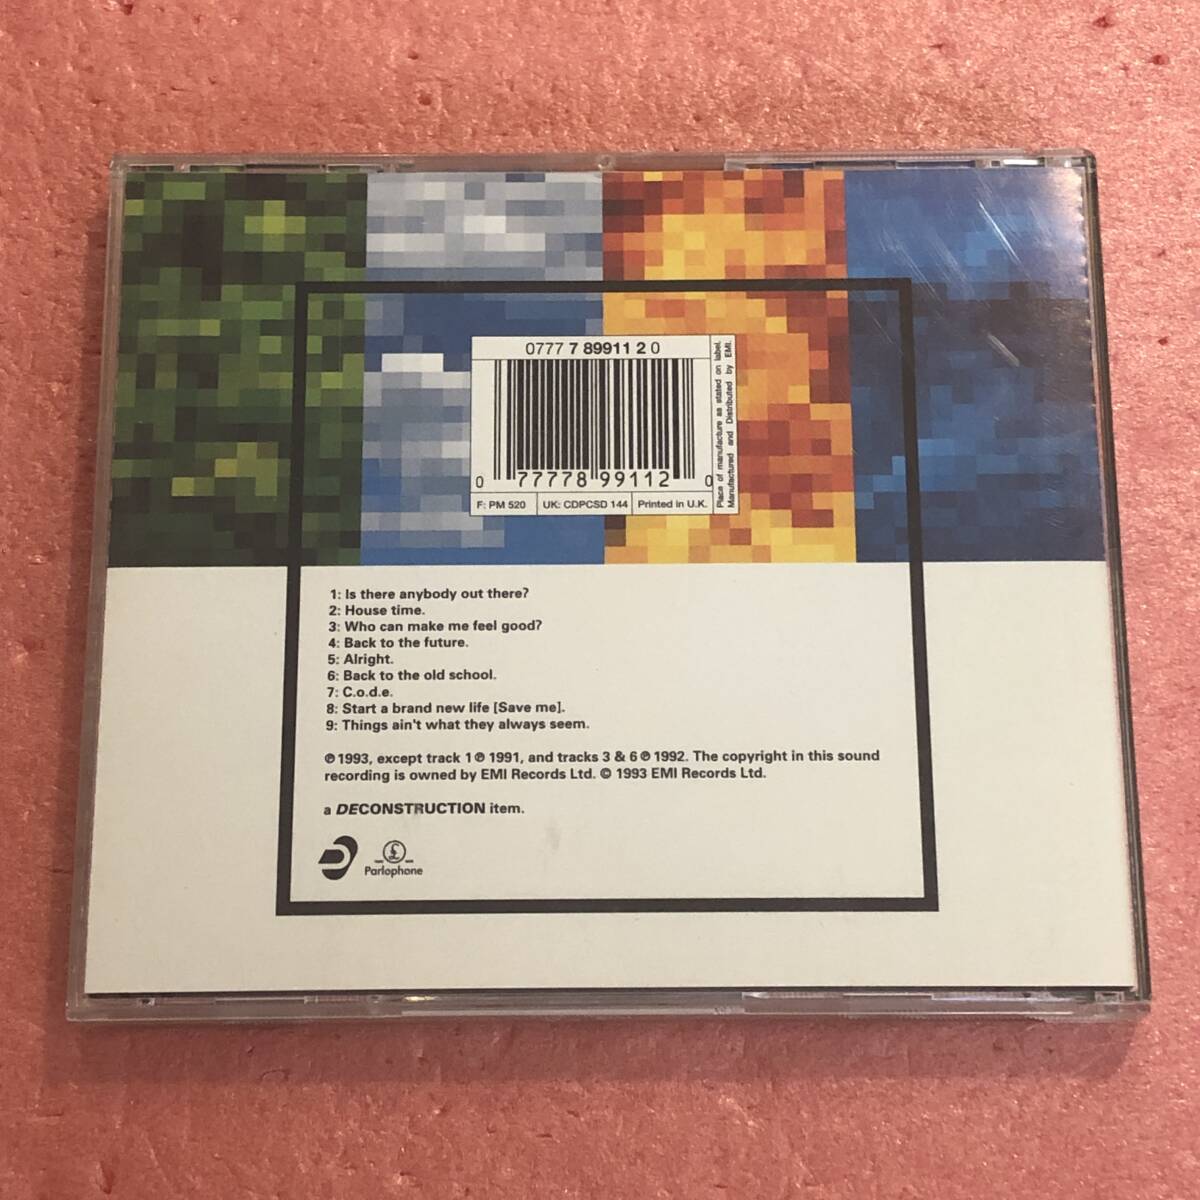 0777 7 89911 2 0
0 77778 99112 0
F: PM 520
UK: CDPCSD 144
Printed in U.K.
Place of manufacture as stated on label.
Manufactured and Distributed by EMI.
1: Is there anybody out there?
2: House time.
3: Who can make me feel good?
4: Back to the future.
5: Alright.
6: Back to the old school.
7: C.o.d.e.
8: Start a brand new life [Save me].
9: Things ain't what they always seem.
℗ 1993, except track 1 ℗ 1991, and tracks 3 & 6 ℗ 1992. The copyright in this sound
recording is owned by EMI Records Ltd. © 1993 EMI Records Ltd.
a DECONSTRUCTION item.
£
Parlophone